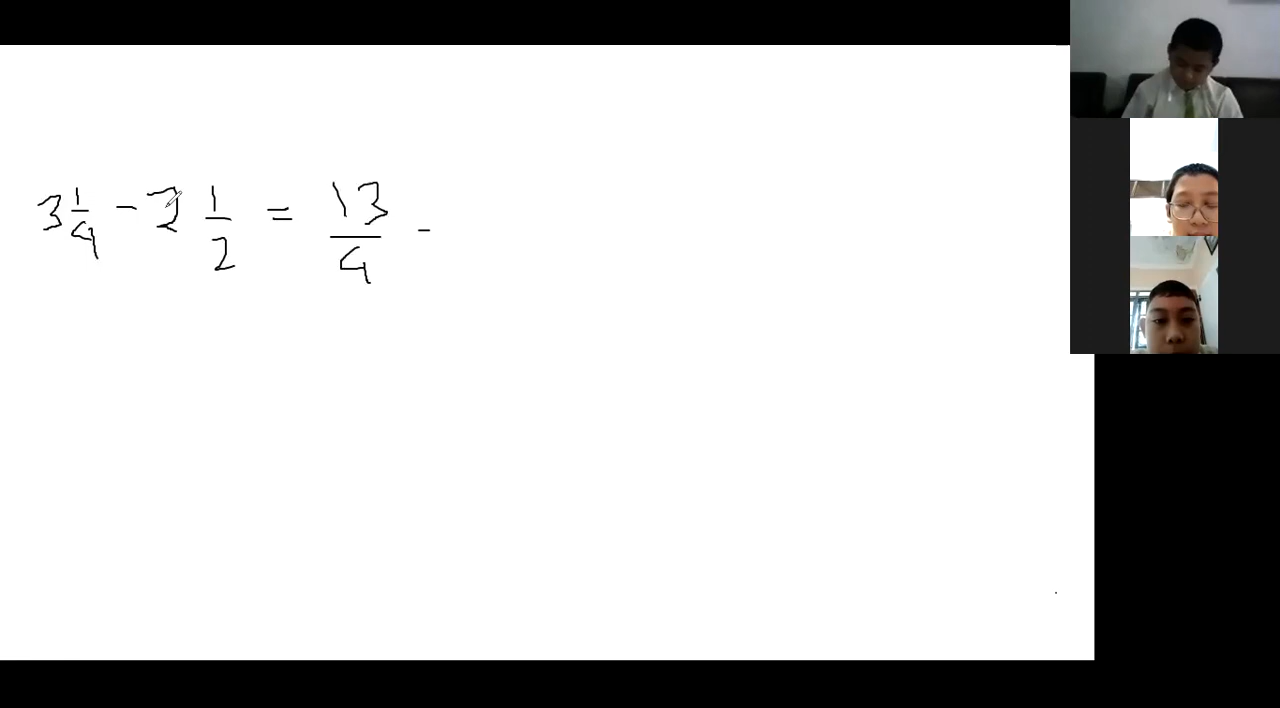 3 1/4 - 2 1/2 = 13/4 -